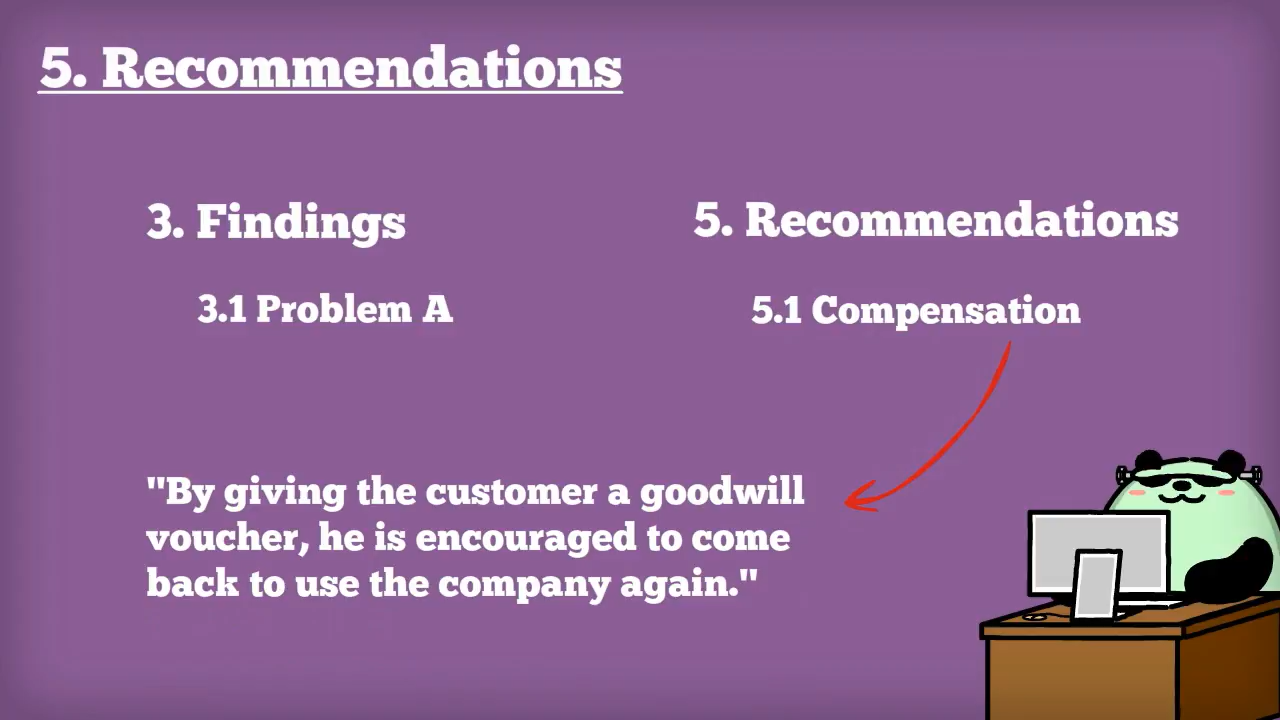 5. Recommendations
3. Findings
5. Recommendations
3.1 Problem A
5.1 Compensation
"By giving the customer a goodwill
voucher, he is encouraged to come
back to use the company again."